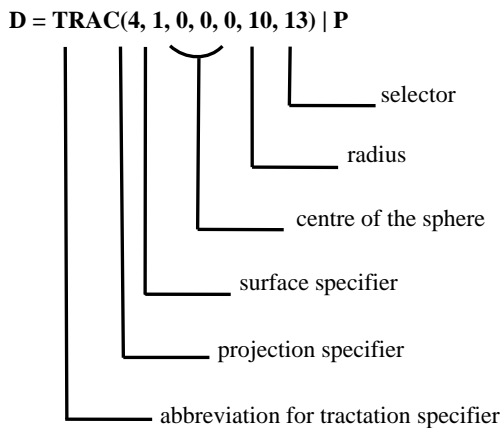 D = TRAC(4, 1, 0, 0, 0, 10, 13) | P
selector
radius
centre of the sphere
surface specifier
projection specifier
abbreviation for tractation specifier